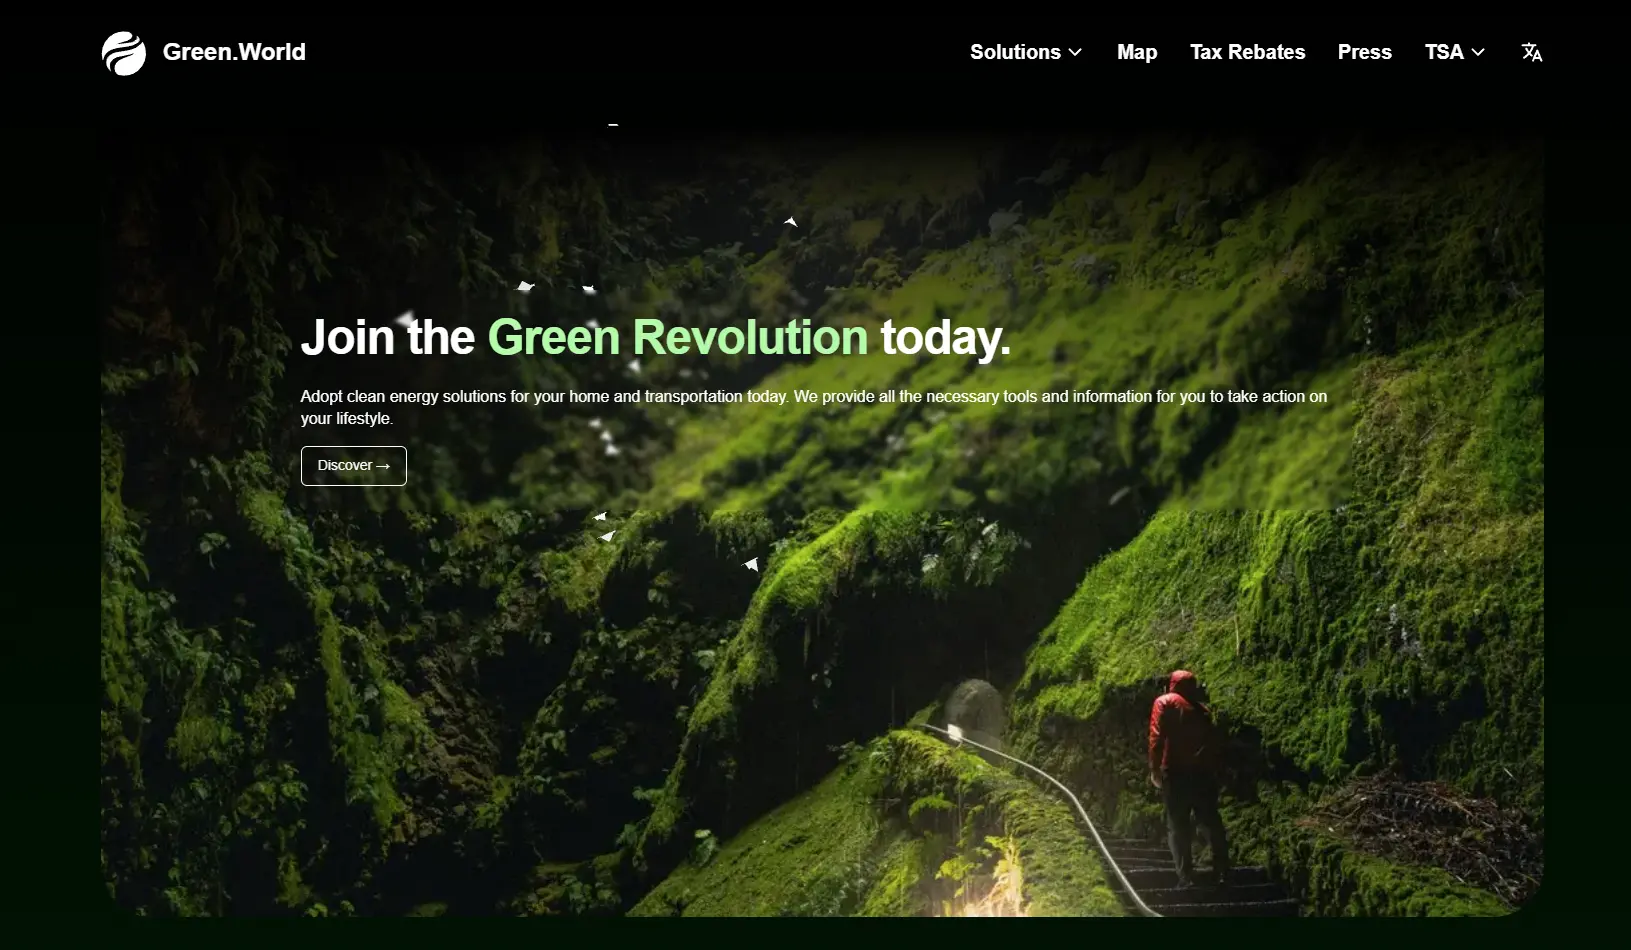 Green.World
Solutions
Map
Tax Rebates
Press
TSA
Join the Green Revolution today.
Adopt clean energy solutions for your home and transportation today. We provide all the necessary tools and information for you to take action on
your lifestyle.
Discover →